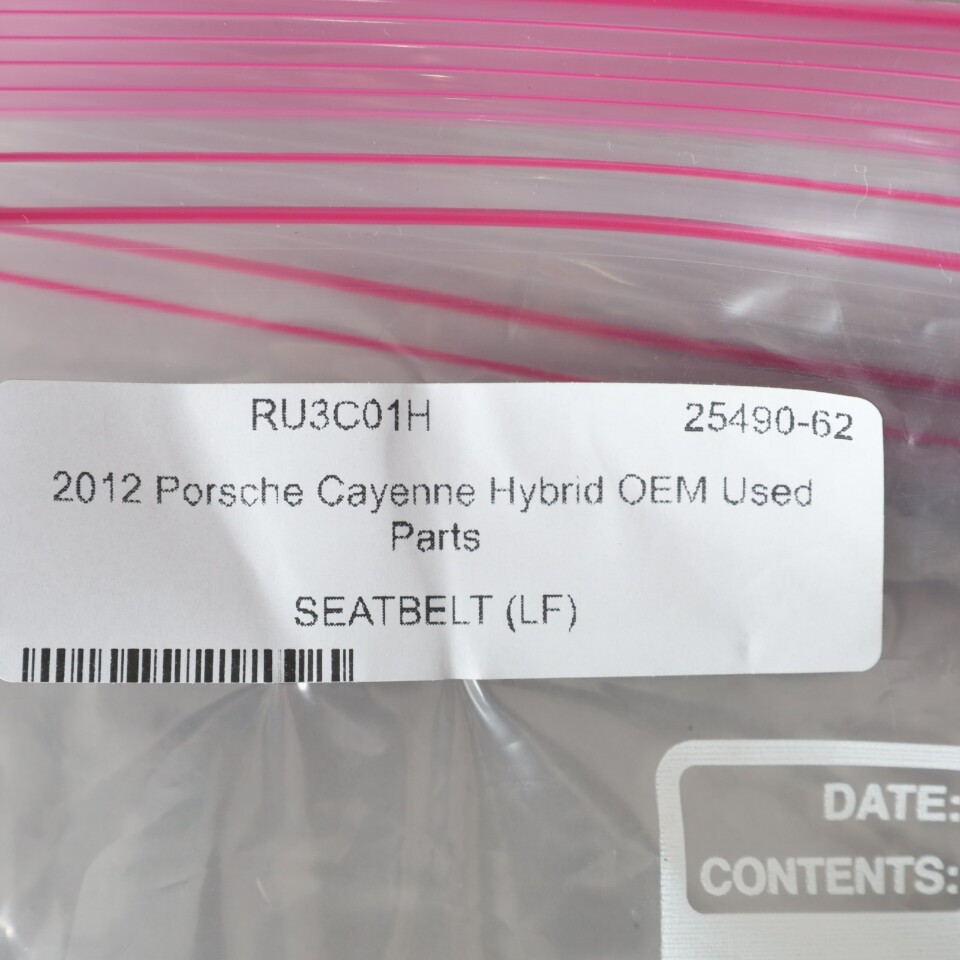 RU3C01H 25490-62
2012 Porsche Cayenne Hybrid OEM Used
Parts
SEATBELT (LF)
DATE:
CONTENTS: